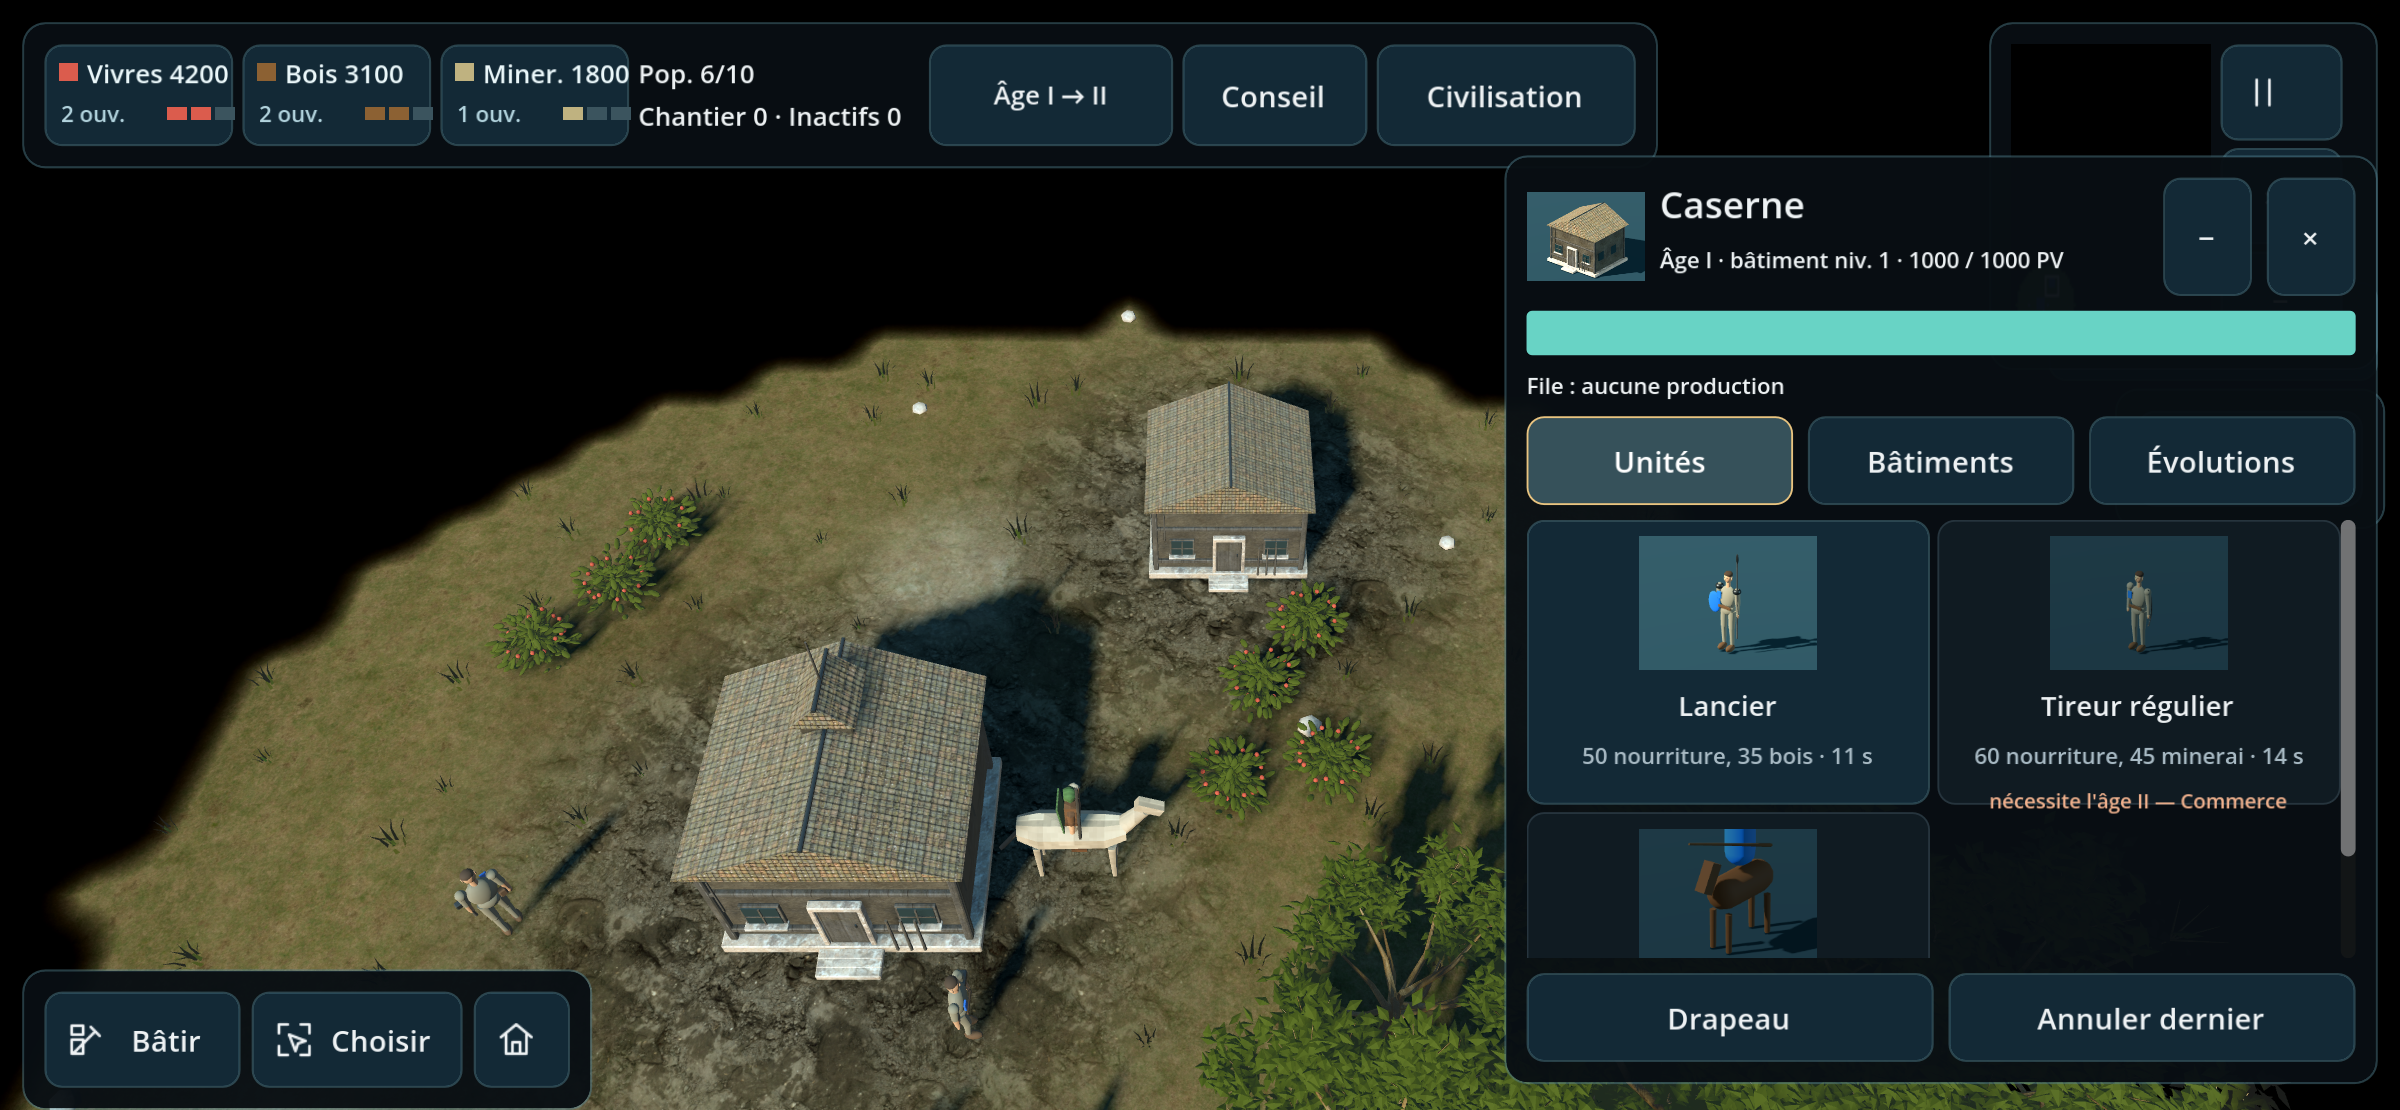 Vivres 4200
2 ouv.
Bois 3100
2 ouv.
Miner. 1800
1 ouv.
Pop. 6/10
Chantier 0 · Inactifs 0
Âge I → II
Conseil
Civilisation
Caserne
Âge I · bâtiment niv. 1 · 1000 / 1000 PV
–
×
File : aucune production
Unités
Bâtiments
Évolutions
Lancier
50 nourriture, 35 bois · 11 s
Tireur régulier
60 nourriture, 45 minerai · 14 s
nécessite l'âge II — Commerce
Drapeau
Annuler dernier
Bâtir
Choisir